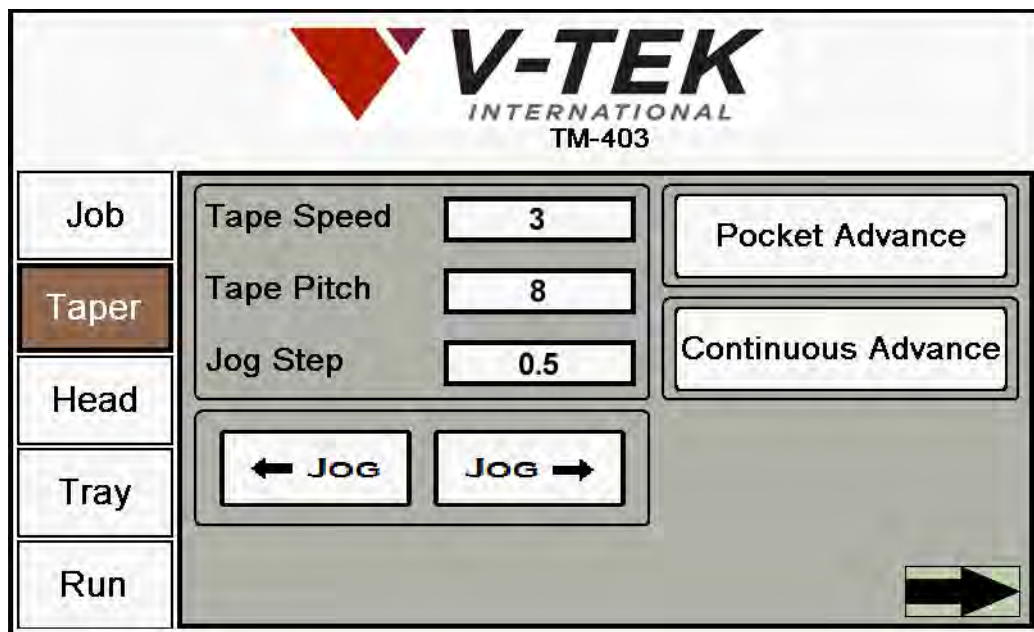 V-TEK
INTERNATIONAL
TM-403
Job
Taper
Head
Tray
Run
Tape Speed 3
Tape Pitch 8
Jog Step 0.5
← JOG
JOG →
Pocket Advance
Continuous Advance